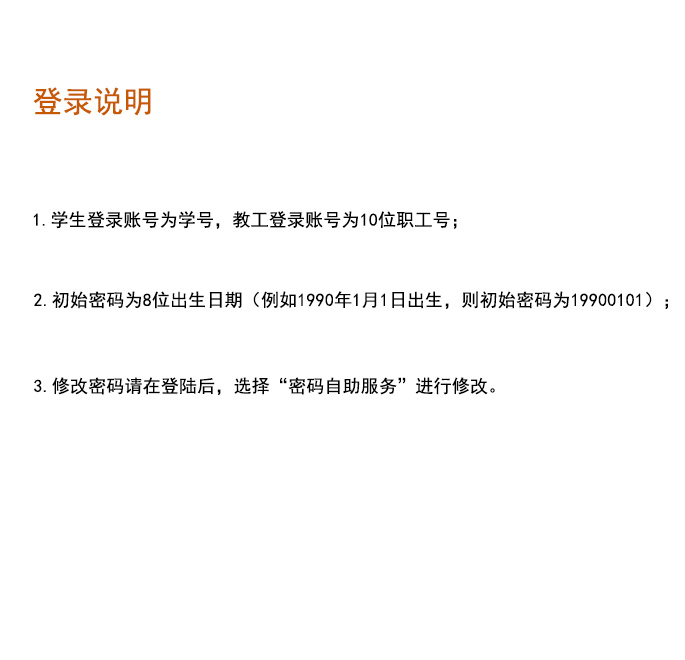 登录说明
1.学生登录账号为学号，教工登录账号为10位职工号；
2.初始密码为8位出生日期（例如1990年1月1日出生，则初始密码为19900101）；
3.修改密码请在登陆后，选择“密码自助服务”进行修改。